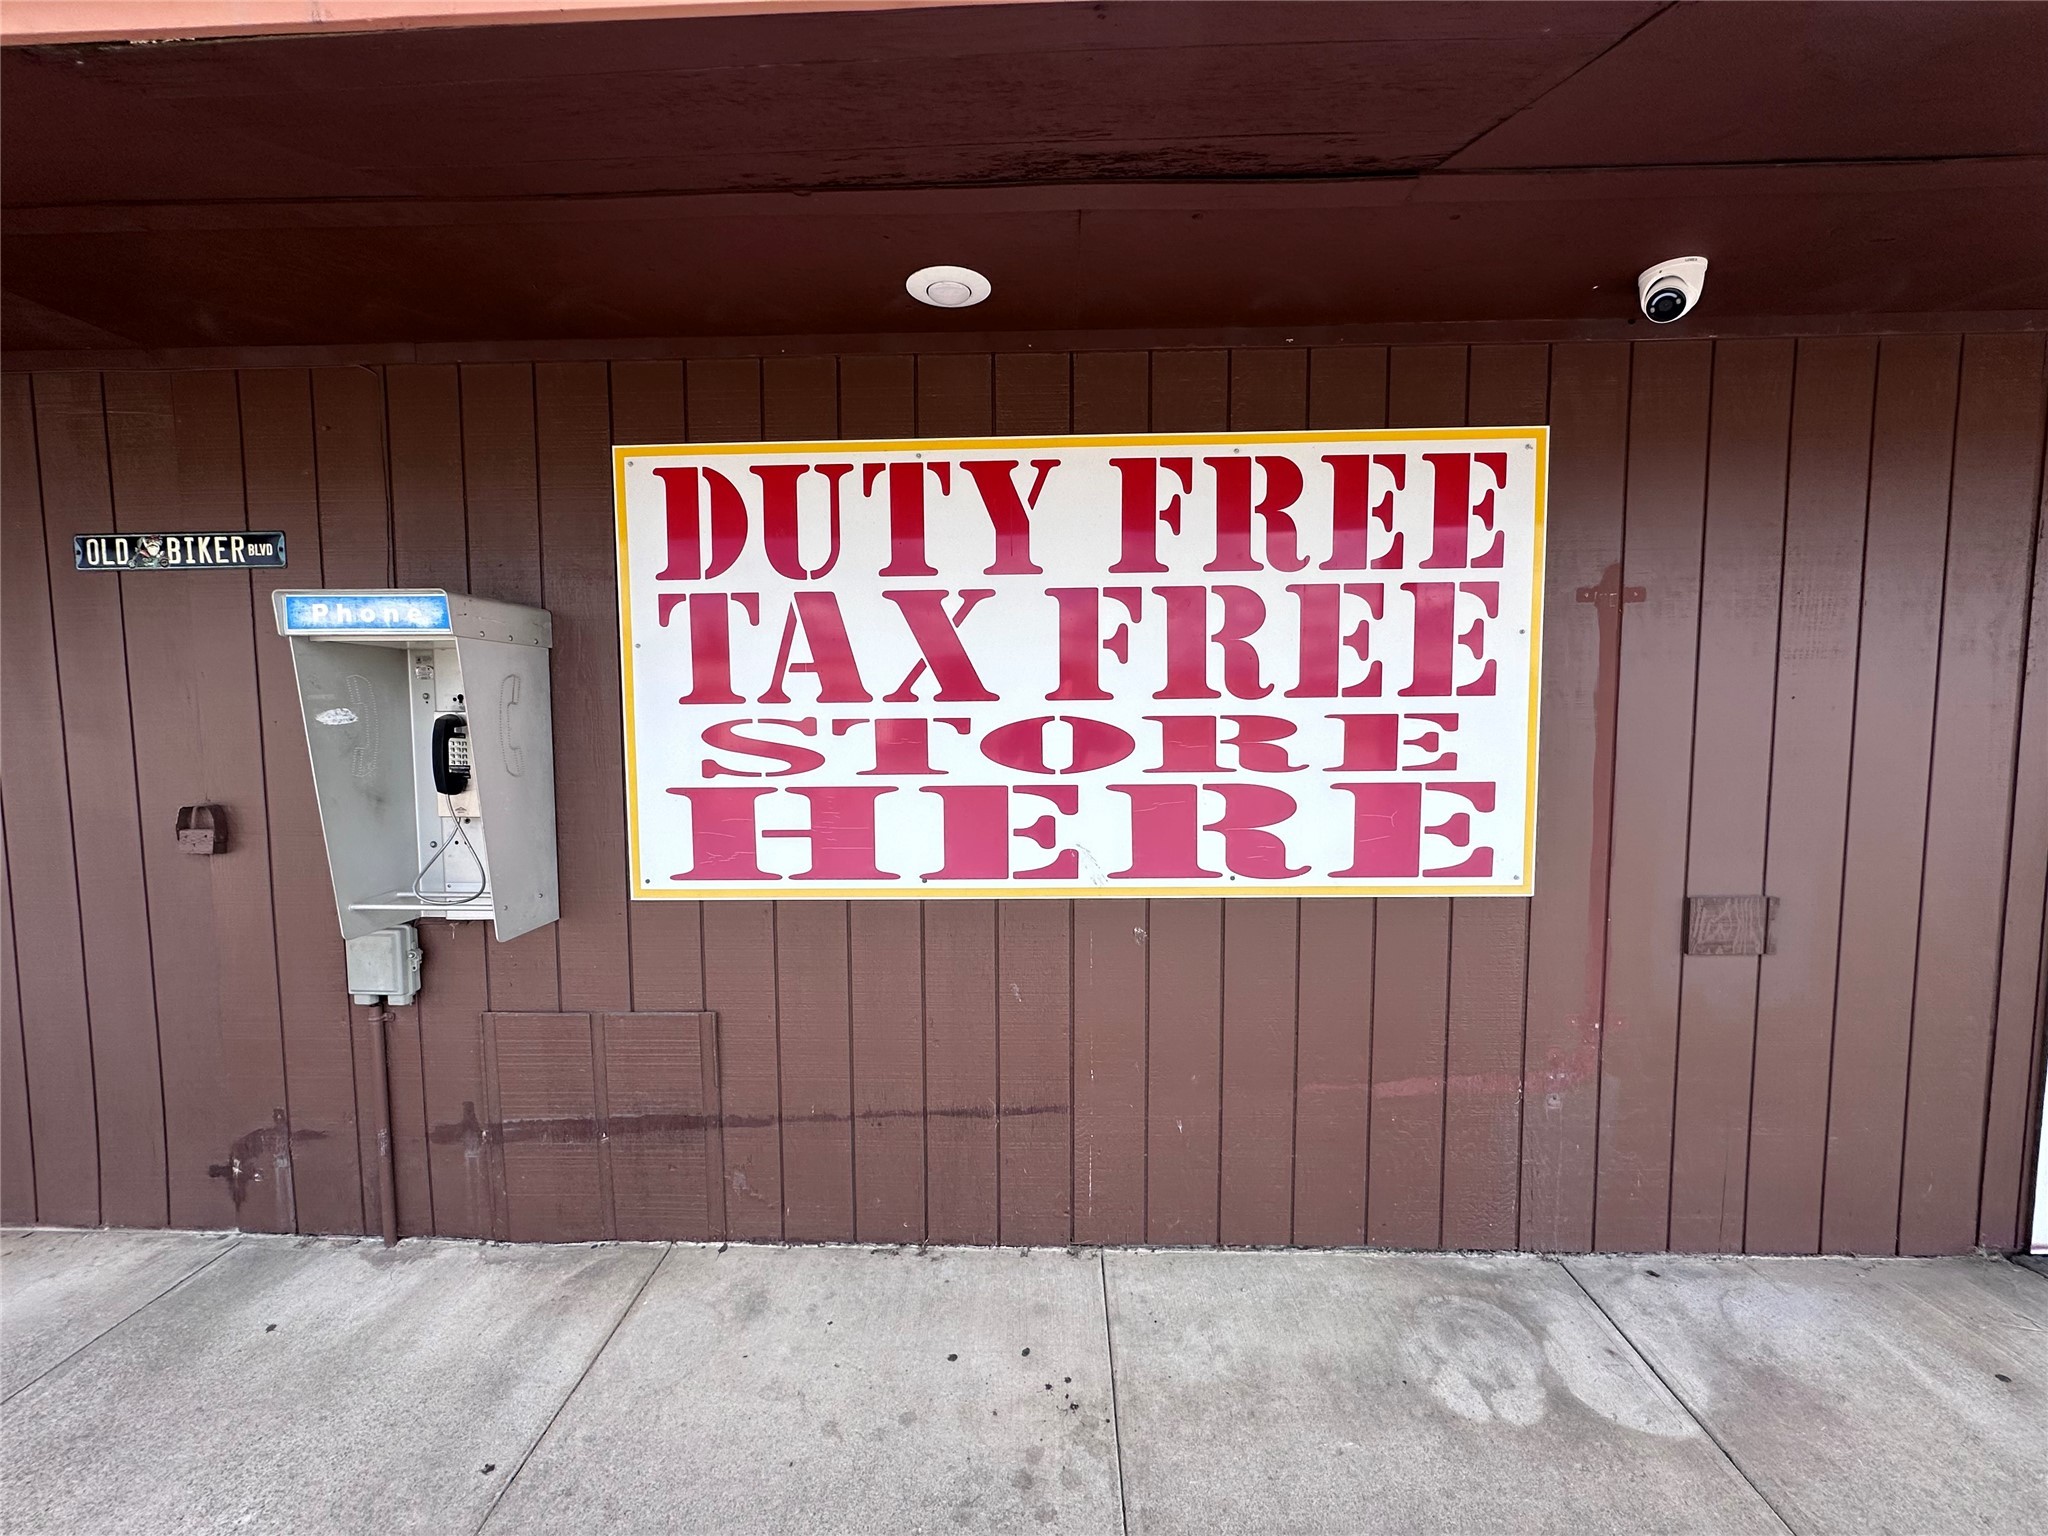 OLD BIKER BLVD
Phone
DUTY FREE
TAX FREE
STORE
HERE